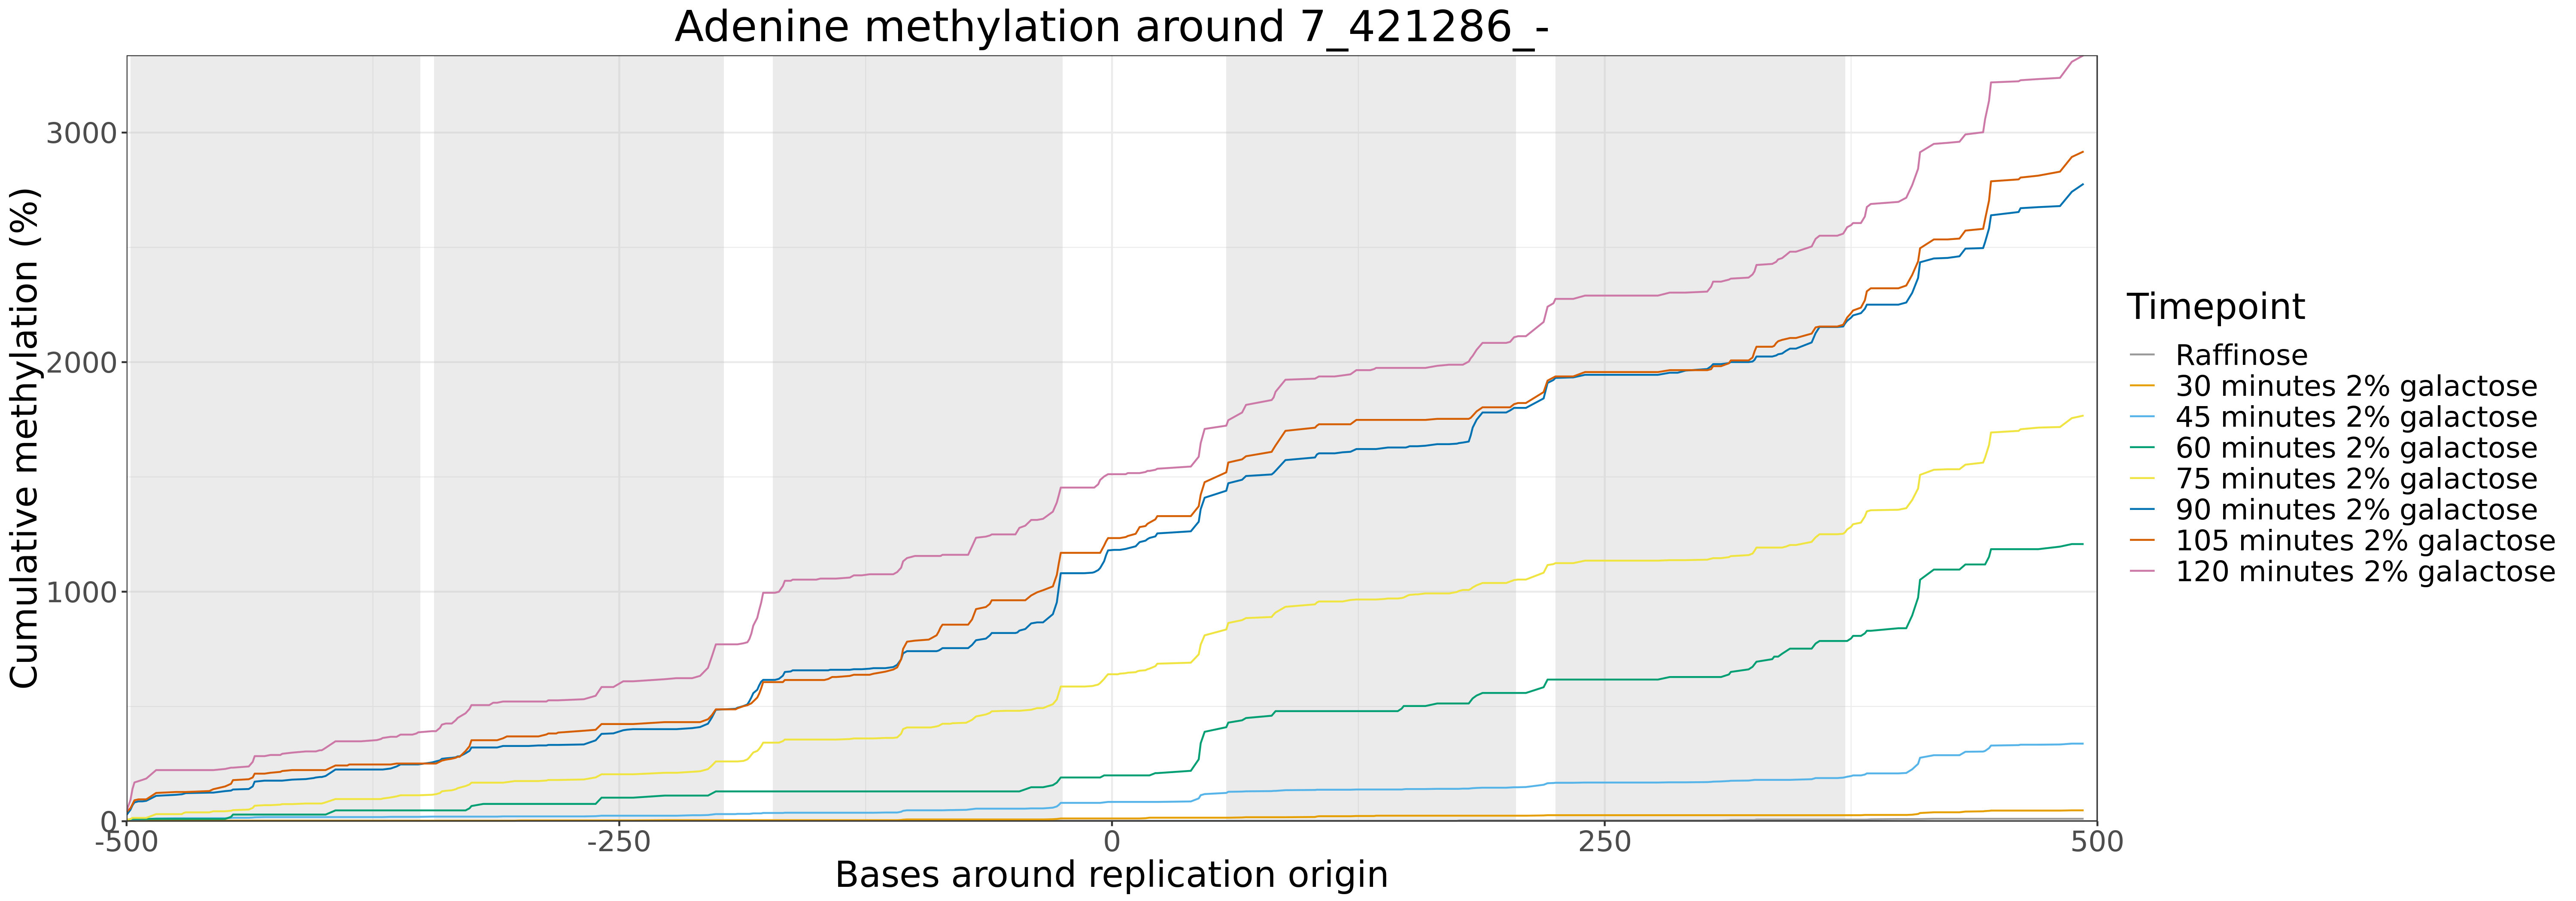 Adenine methylation around 7_421286_-
Cumulative methylation (%)
3000
2000
1000
0
-500
-250
0
250
500
Bases around replication origin
Timepoint
Raffinose
30 minutes 2% galactose
45 minutes 2% galactose
60 minutes 2% galactose
75 minutes 2% galactose
90 minutes 2% galactose
105 minutes 2% galactose
120 minutes 2% galactose